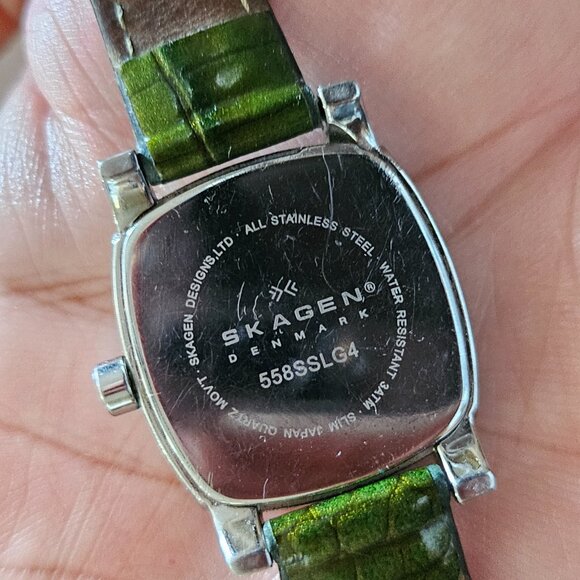 SKAGEN®
DENMARK
558SSLG4
SKAGEN DESIGNS,LTD · ALL STAINLESS STEEL · WATER RESISTANT 3ATM · SLIM JAPAN QUARTZ MOVT ·